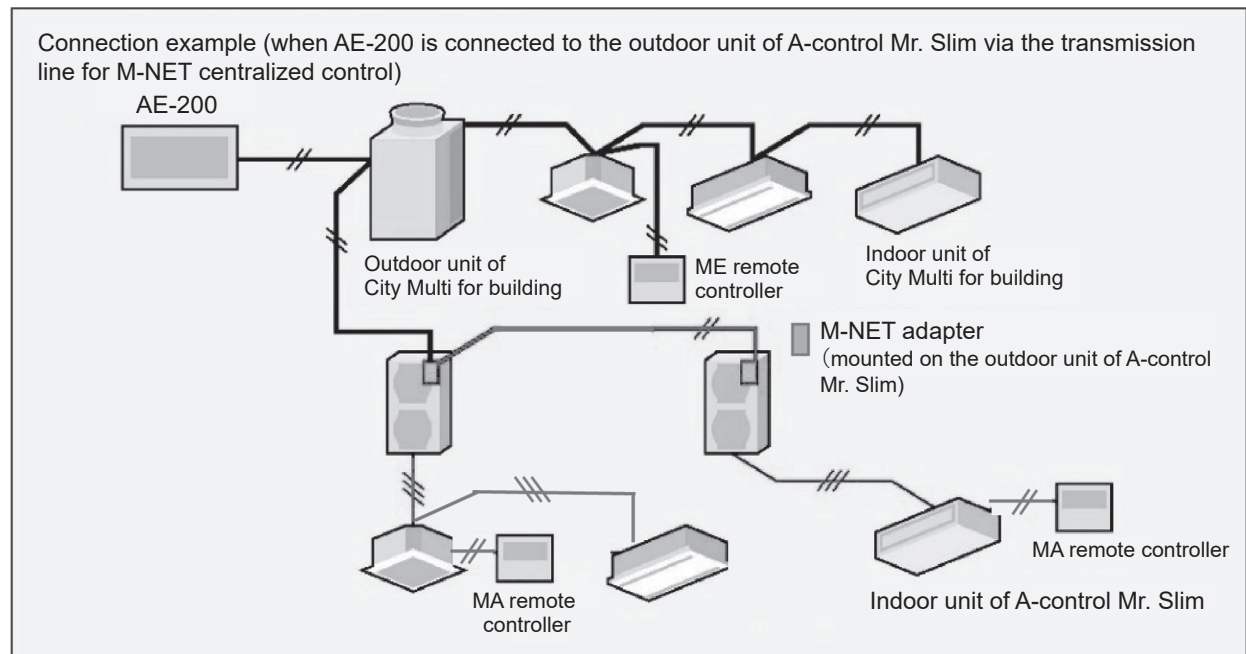 Connection example (when AE-200 is connected to the outdoor unit of A-control Mr. Slim via the transmission
line for M-NET centralized control)
AE-200
Outdoor unit of
City Multi for building
ME remote
controller
Indoor unit of
City Multi for building
M-NET adapter
（mounted on the outdoor unit of A-control
Mr. Slim)
MA remote
controller
MA remote controller
Indoor unit of A-control Mr. Slim